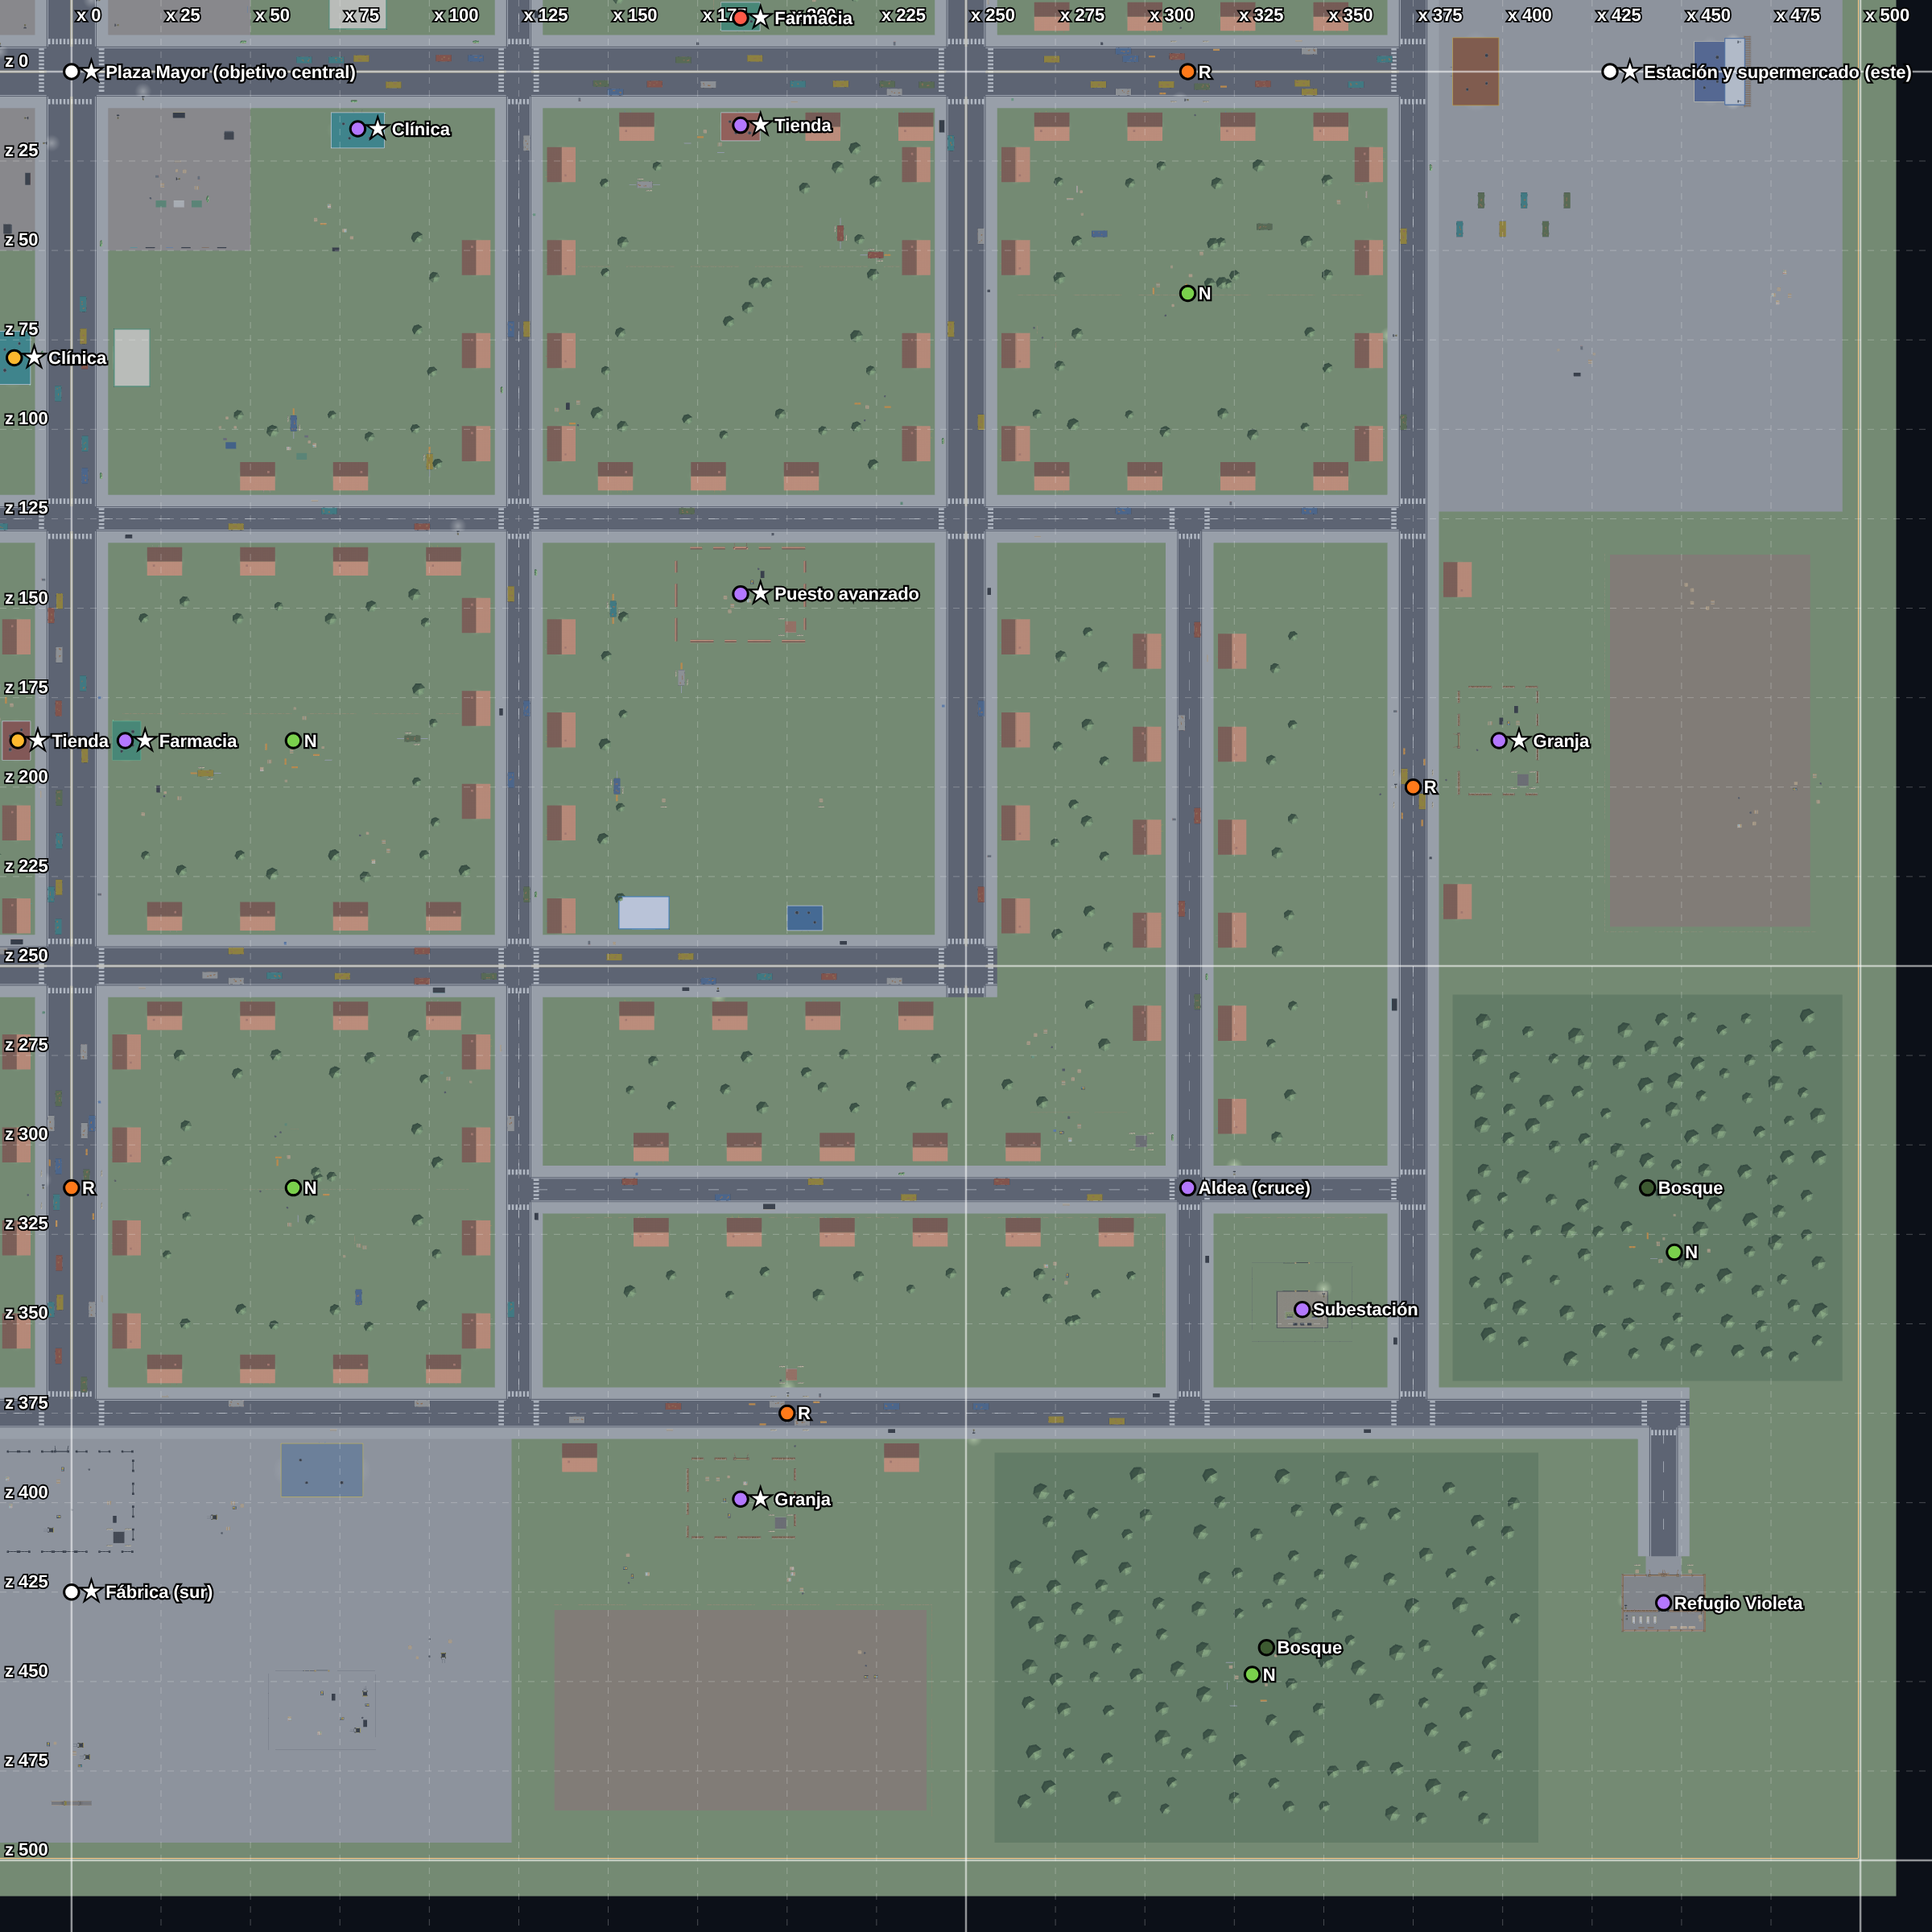 x 0
x 25
x 50
x 75
x 100
x 125
x 150
x 225
x 250
x 275
x 300
x 325
x 350
x 375
x 400
x 425
x 450
x 475
x 500
Farmacia
z 0
Plaza Mayor (objetivo central)
R
Estación y supermercado (este)
Clínica
Tienda
z 25
z 50
N
z 75
Clínica
z 100
z 125
z 150
Puesto avanzado
z 175
Tienda
Farmacia
N
Granja
z 200
R
z 225
z 250
z 275
z 300
R
N
Aldea (cruce)
Bosque
z 325
N
z 350
Subestación
z 375
R
z 400
Granja
z 425
Fábrica (sur)
Refugio Violeta
Bosque
z 450
N
z 475
z 500